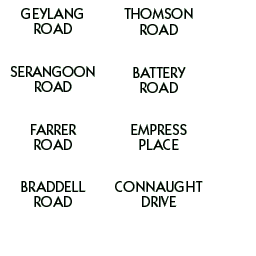 GEYLANG
ROAD
THOMSON
ROAD
SERANGOON
ROAD
BATTERY
ROAD
FARRER
ROAD
EMPRESS
PLACE
BRADDELL
ROAD
CONNAUGHT
DRIVE